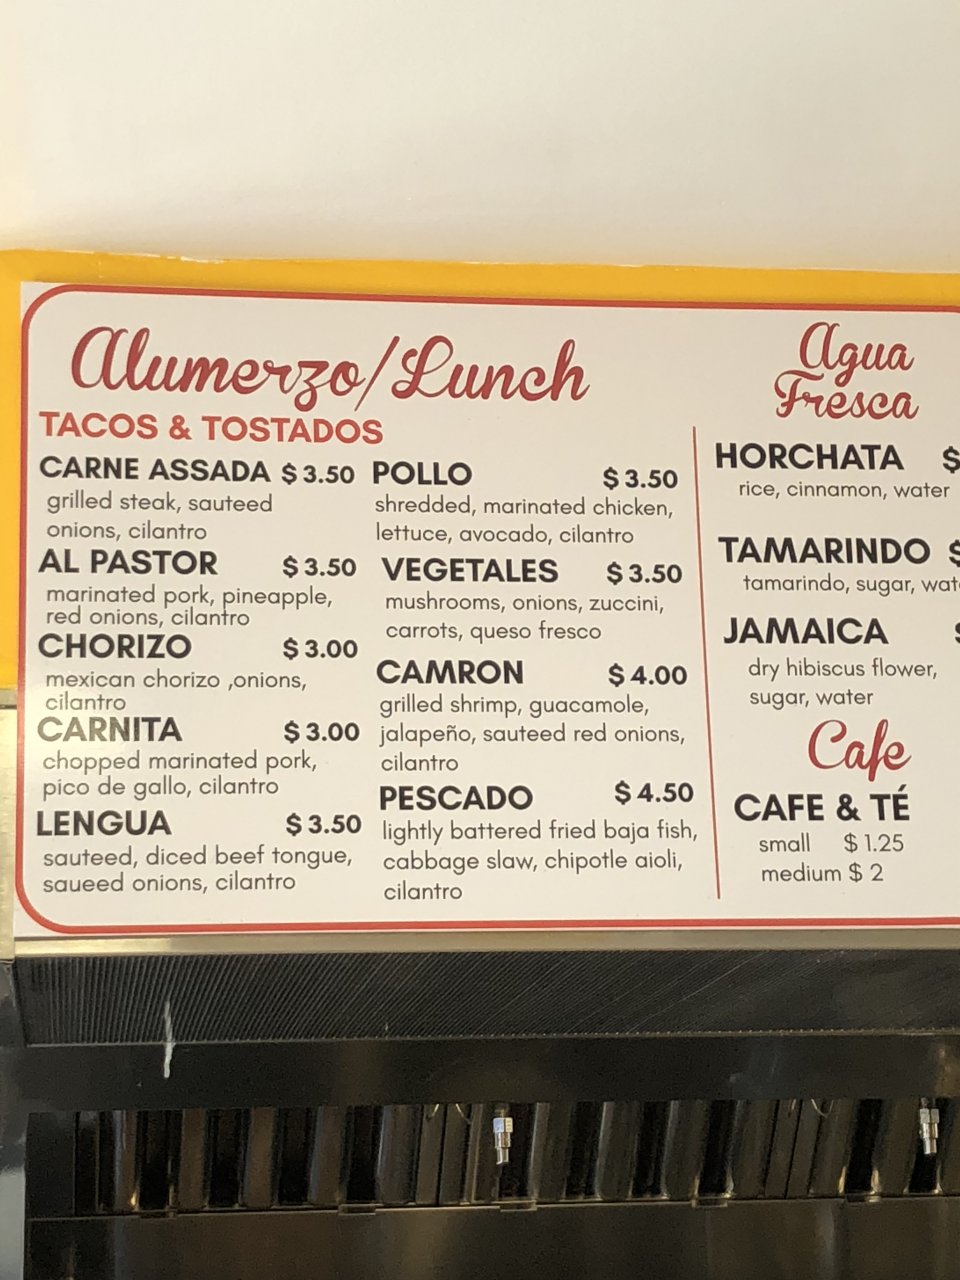 Alumerzo/Lunch
TACOS & TOSTADOS
CARNE ASSADA $3.50
grilled steak, sauteed
onions, cilantro
AL PASTOR $3.50
marinated pork, pineapple,
red onions, cilantro
CHORIZO $3.00
mexican chorizo ,onions,
cilantro
CARNITA $3.00
chopped marinated pork,
pico de gallo, cilantro
LENGUA $3.50
sauteed, diced beef tongue,
saueed onions, cilantro
POLLO $3.50
shredded, marinated chicken,
lettuce, avocado, cilantro
VEGETALES $3.50
mushrooms, onions, zuccini,
carrots, queso fresco
CAMRON $4.00
grilled shrimp, guacamole,
jalapeño, sauteed red onions,
cilantro
PESCADO $4.50
lightly battered fried baja fish,
cabbage slaw, chipotle aioli,
cilantro
Agua
Fresca
HORCHATA $
rice, cinnamon, water
TAMARINDO $
tamarindo, sugar,
JAMAICA
dry hibiscus flower,
sugar, water
Cafe
CAFE & TÉ
small $1.25
medium $2